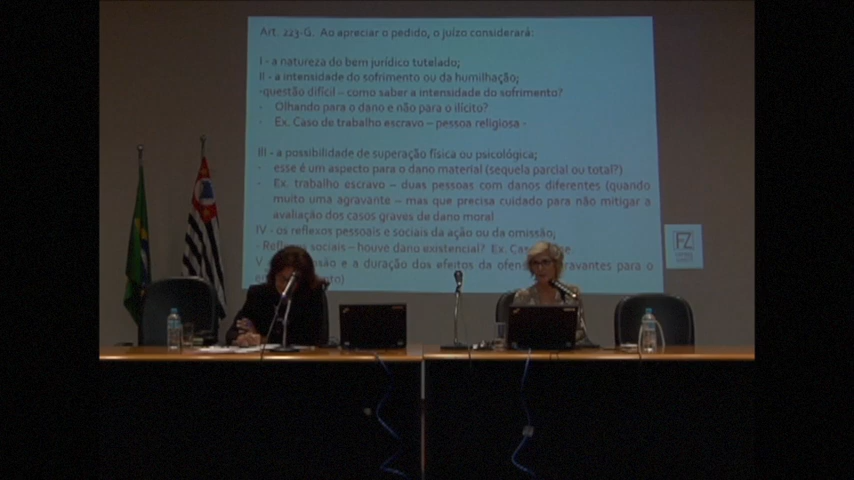 Art. 223-G. Ao apreciar o pedido, o juízo considerará:
I - a natureza do bem jurídico tutelado;
II - a intensidade do sofrimento ou da humilhação;
-questão difícil – como saber a intensidade do sofrimento?
- Olhando para o dano e não para o ilícito?
- Ex. Caso de trabalho escravo – pessoa religiosa -
III - a possibilidade de superação física ou psicológica;
- esse é um aspecto para o dano material (sequela parcial ou total?)
- Ex. trabalho escravo – duas pessoas com danos diferentes (quando
muito uma agravante – mas que precisa cuidado para não mitigar a
avaliação dos casos graves de dano moral
IV - os reflexos pessoais e sociais da ação ou da omissão;
- Reflexos sociais – houve dano existencial? Ex.
V e a duração dos efeitos da para o
FZ